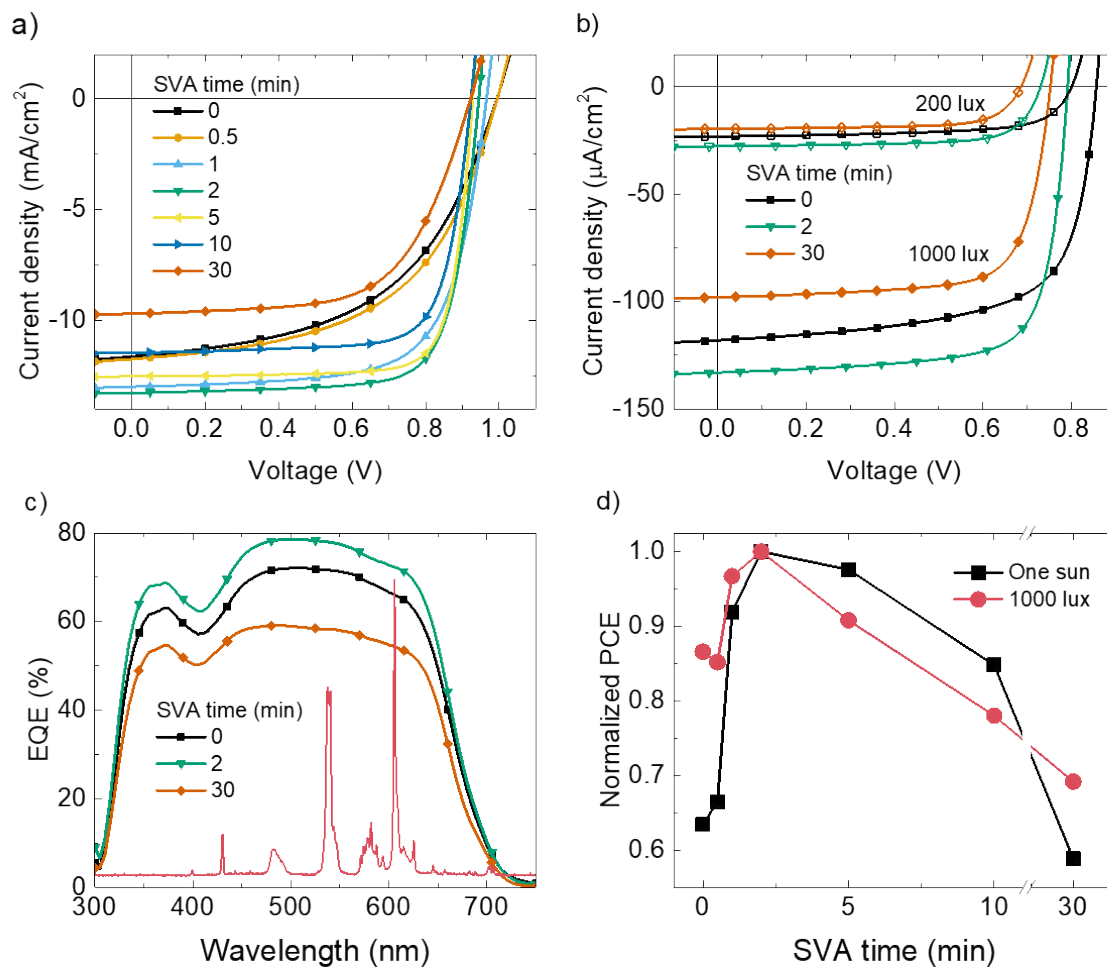 a)
SVA time (min)
0
0.5
1
2
5
10
30
0
-5
-10
Current density (mA/cm²)
0.0 0.2 0.4 0.6 0.8 1.0
Voltage (V)
b)
200 lux
SVA time (min)
0
2
30
1000 lux
0
-50
-100
-150
Current density (μA/cm²)
0.0 0.2 0.4 0.6 0.8
Voltage (V)
c)
80
60
40
20
0
EQE (%)
SVA time (min)
0
2
30
300 400 500 600 700
Wavelength (nm)
d)
One sun
1000 lux
1.0
0.9
0.8
0.7
0.6
Normalized PCE
0 5 10 30
SVA time (min)